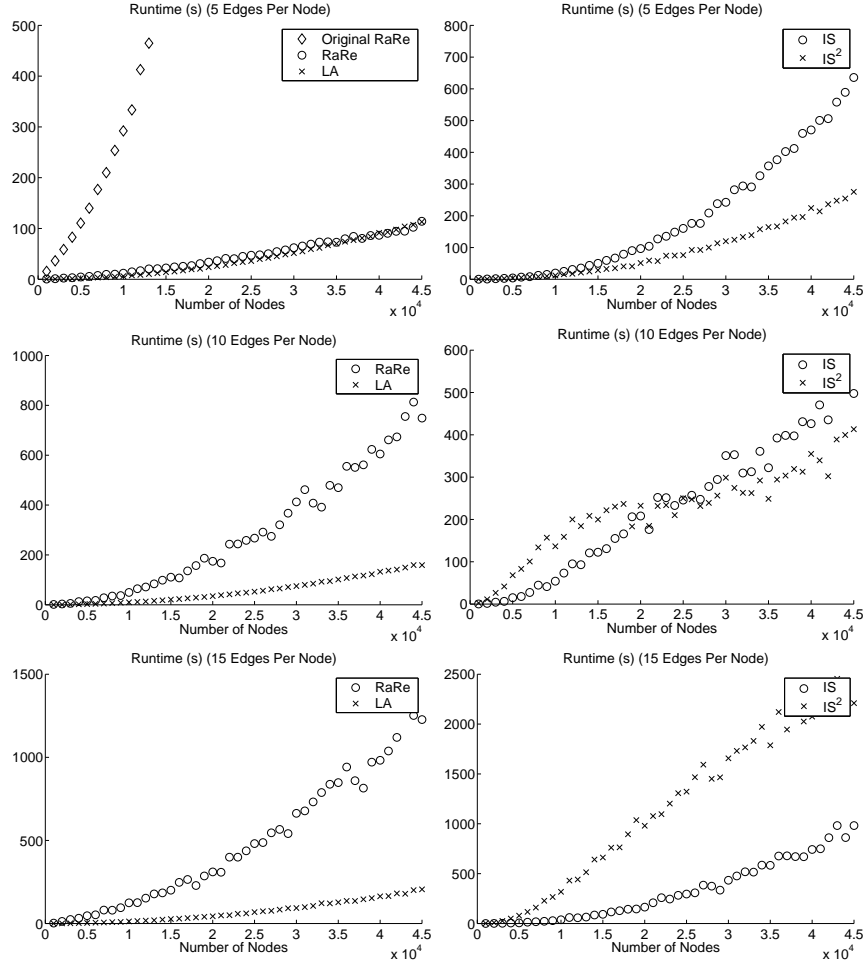 Runtime (s) (5 Edges Per Node)
500
400
300
200
100
0
0 0.5 1 1.5 2 2.5 3 3.5 4 4.5
x 10^4
Number of Nodes
Original RaRe
RaRe
LA
800
700
600
500
400
300
200
100
0
0 0.5 1 1.5 2 2.5 3 3.5 4 4.5
x 10^4
Number of Nodes
Runtime (s) (5 Edges Per Node)
IS
IS^2
Runtime (s) (10 Edges Per Node)
1000
800
600
400
200
0
0 0.5 1 1.5 2 2.5 3 3.5 4 4.5
x 10^4
Number of Nodes
RaRe
LA
Runtime (s) (10 Edges Per Node)
600
500
400
300
200
100
0
0 0.5 1 1.5 2 2.5 3 3.5 4 4.5
x 10^4
Number of Nodes
IS
IS^2
Runtime (s) (15 Edges Per Node)
1500
1000
500
0
0 0.5 1 1.5 2 2.5 3 3.5 4 4.5
x 10^4
Number of Nodes
RaRe
LA
Runtime (s) (15 Edges Per Node)
2500
2000
1500
1000
500
0
0 0.5 1 1.5 2 2.5 3 3.5 4 4.5
x 10^4
Number of Nodes
IS
IS^2